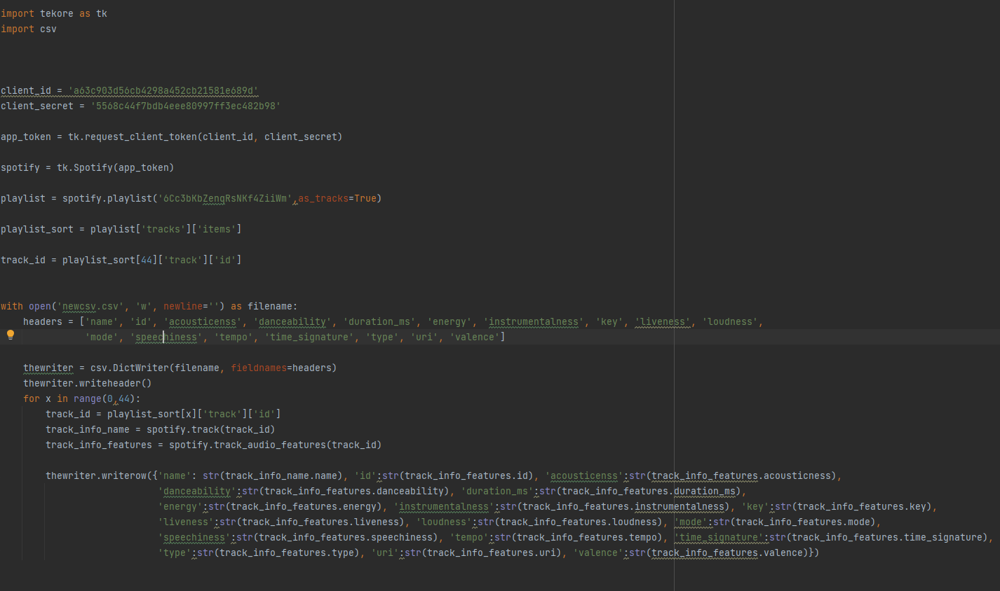 import tekore as tk
import csv
client_id = 'a63c903d56cb4298a452cb21581e689d'
client_secret = '5568c44f7bdb4eee80997ff3ec482b98'
app_token = tk.request_client_token(client_id, client_secret)
spotify = tk.Spotify(app_token)
playlist = spotify.playlist('6Cc3bKbZenqRsNKf4ZiiWm',as_tracks=True)
playlist_sort = playlist['tracks']['items']
track_id = playlist_sort[44]['track']['id']
with open('newcsv.csv', 'w', newline='') as filename:
    headers = ['name', 'id', 'acousticenss', 'danceability', 'duration_ms', 'energy', 'instrumentalness', 'key', 'liveness', 'loudness',
               'mode', 'speechiness', 'tempo', 'time_signature', 'type', 'uri', 'valence']
    thewriter = csv.DictWriter(filename, fieldnames=headers)
    thewriter.writeheader()
    for x in range(0,44):
        track_id = playlist_sort[x]['track']['id']
        track_info_name = spotify.track(track_id)
        track_info_features = spotify.track_audio_features(track_id)
        thewriter.writerow({'name': str(track_info_name.name), 'id':str(track_info_features.id), 'acousticenss':str(track_info_features.acousticness),
                            'danceability':str(track_info_features.danceability), 'duration_ms':str(track_info_features.duration_ms),
                            'energy':str(track_info_features.energy), 'instrumentalness':str(track_info_features.instrumentalness), 'key':str(track_info_features.key),
                            'liveness':str(track_info_features.liveness), 'loudness':str(track_info_features.loudness), 'mode':str(track_info_features.mode),
                            'speechiness':str(track_info_features.speechiness), 'tempo':str(track_info_features.tempo), 'time_signature':str(track_info_features.time_signature),
                            'type':str(track_info_features.type), 'uri':str(track_info_features.uri), 'valence':str(track_info_features.valence)})